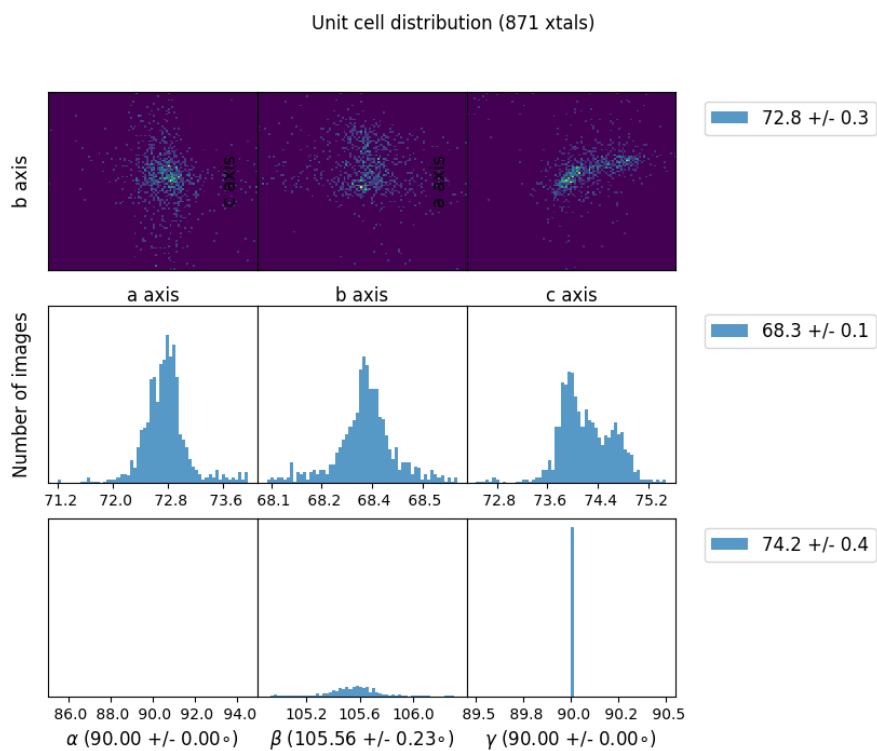 Unit cell distribution (871 xtals)
b axis
c axis
a axis
72.8 +/- 0.3
a axis
b axis
c axis
Number of images
68.3 +/- 0.1
71.2 72.0 72.8 73.6
68.1 68.2 68.4 68.5
72.8 73.6 74.4 75.2
74.2 +/- 0.4
86.0 88.0 90.0 92.0 94.0
105.2 105.6 106.0
89.5 89.8 90.0 90.2 90.5
α (90.00 +/- 0.00∘)
β (105.56 +/- 0.23∘)
γ (90.00 +/- 0.00∘)